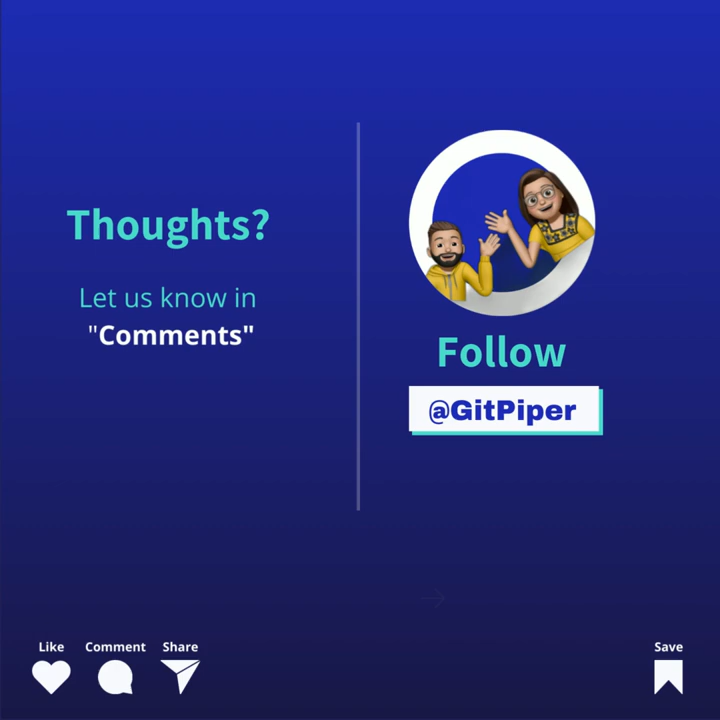 Thoughts?
Let us know in
"Comments"
Follow
@GitPiper
Like
Comment
Share
Save